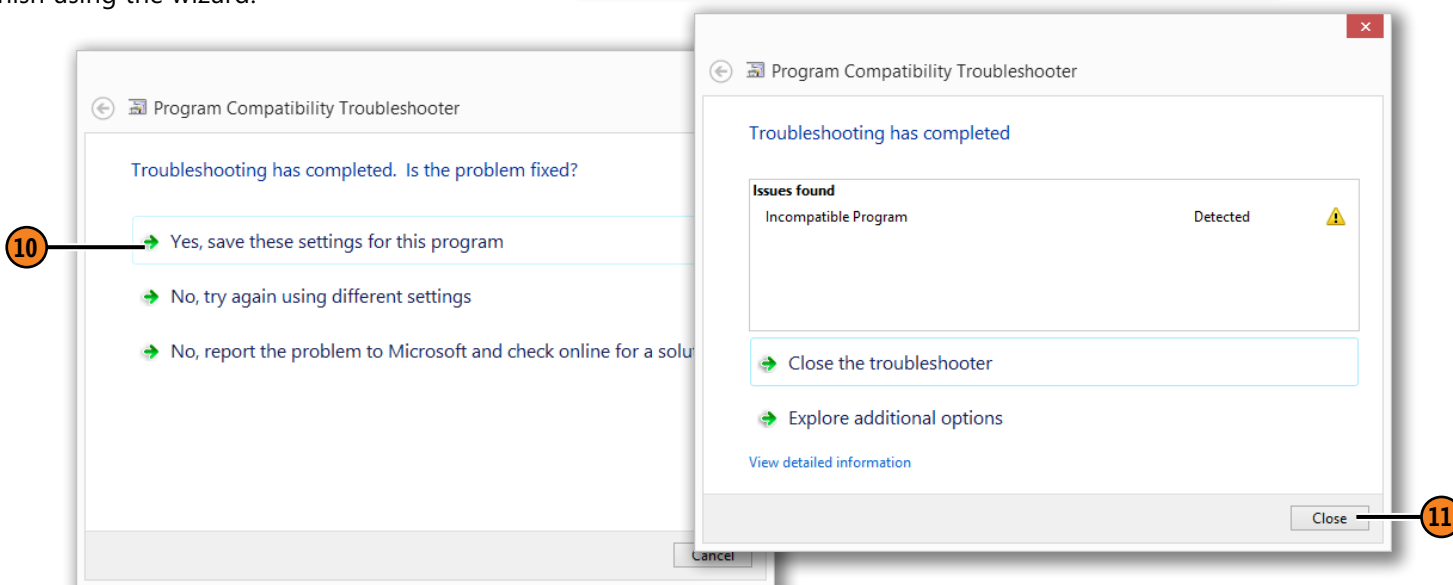 using the wizard.
Program Compatibility Troubleshooter
Troubleshooting has completed. Is the problem fixed?
10
Yes, save these settings for this program
No, try again using different settings
No, report the problem to Microsoft and check online for a
Cancel
Program Compatibility Troubleshooter
Troubleshooting has completed
Issues found
Incompatible Program Detected
Close the troubleshooter
Explore additional options
View detailed information
Close
11